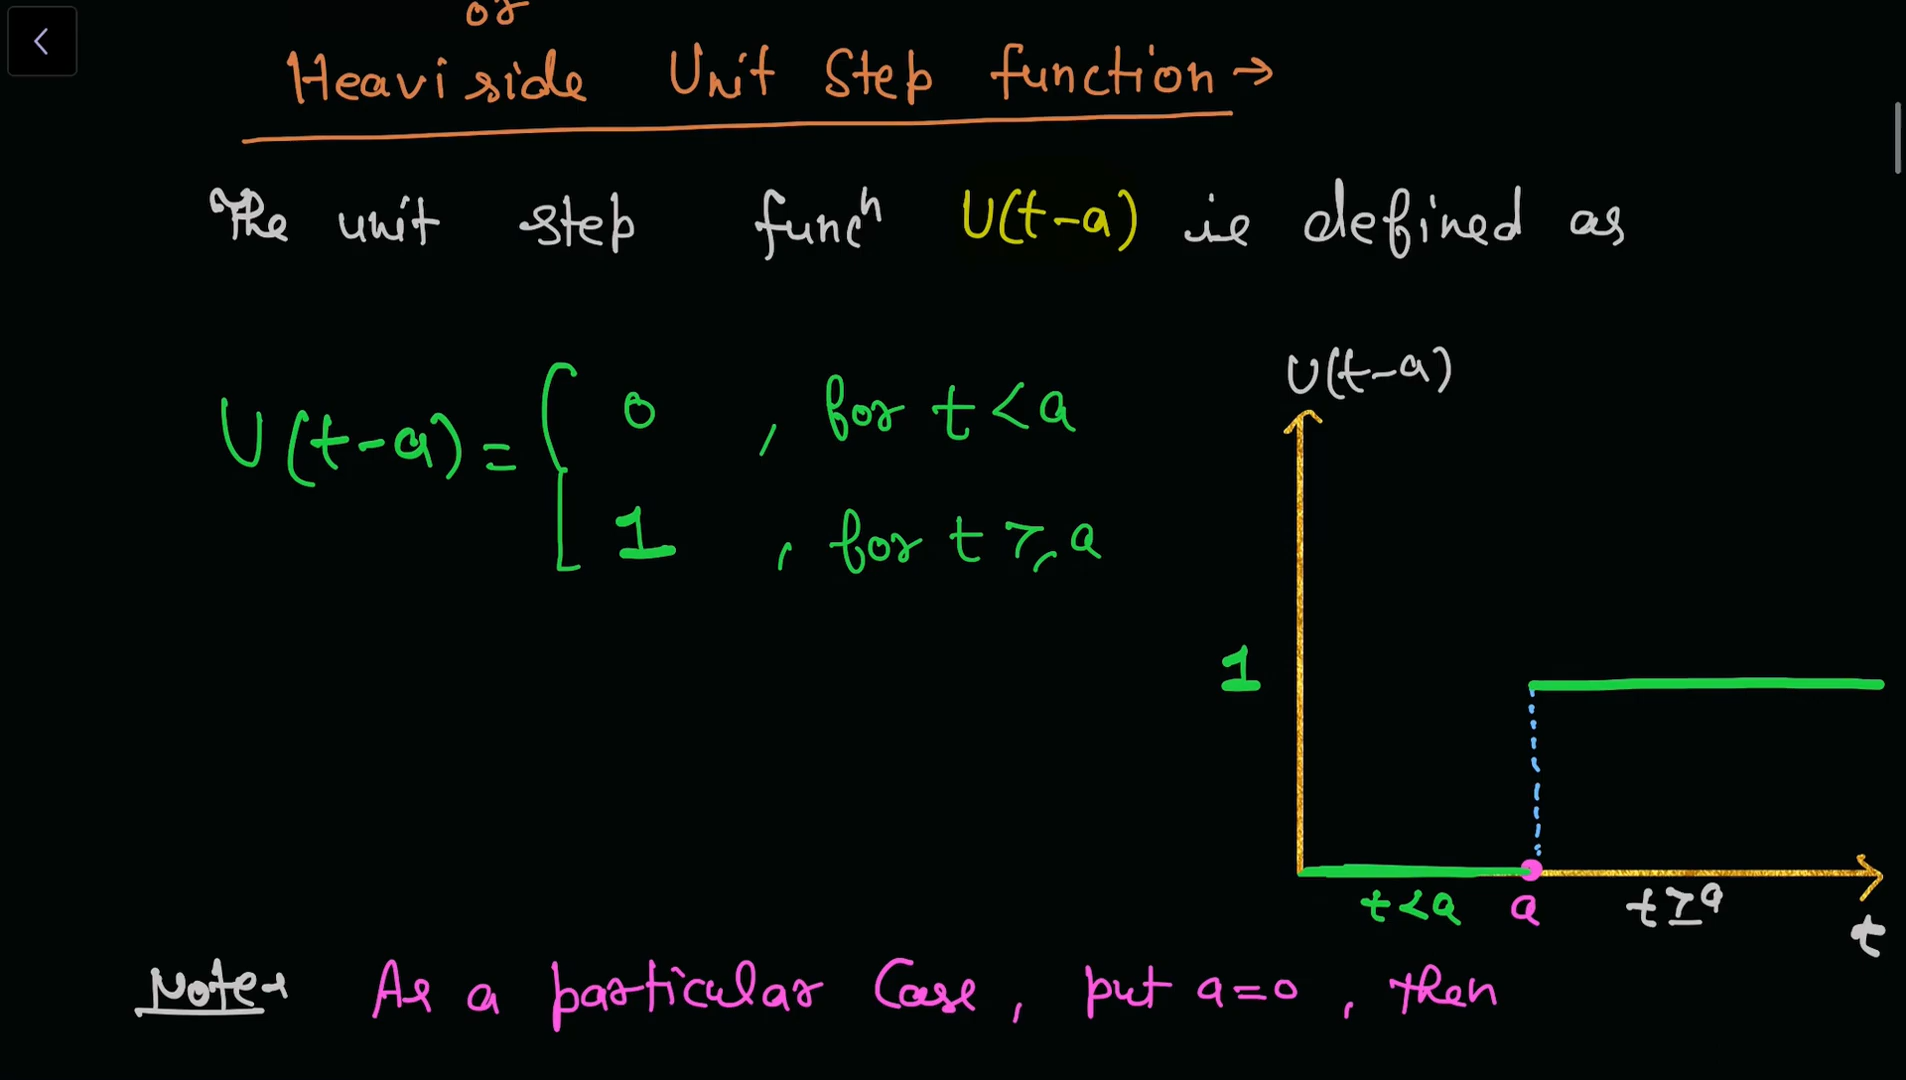 or
Heaviside Unit Step function →
The unit step funcⁿ U(t-a) is defined as
U(t-a)
U(t-a) = { 0 , for t < a
1 , for t ≥ a
1
t<a a t≥a
t
Note→ As a particular Case, put a=0, then